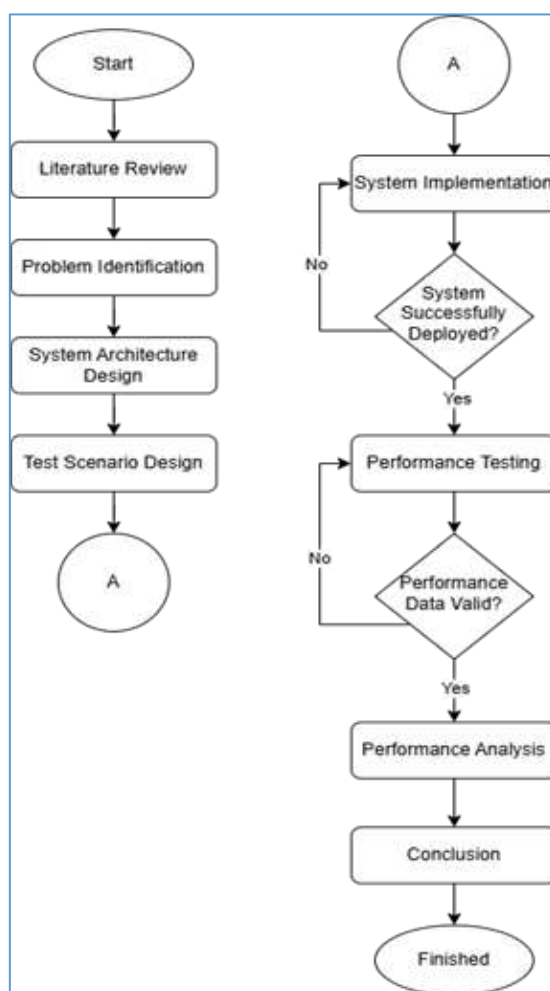 Start
Literature Review
Problem Identification
System Architecture
Design
Test Scenario Design
A
A
System Implementation
No
System
Successfully
Deployed?
Yes
Performance Testing
No
Performance
Data Valid?
Yes
Performance Analysis
Conclusion
Finished